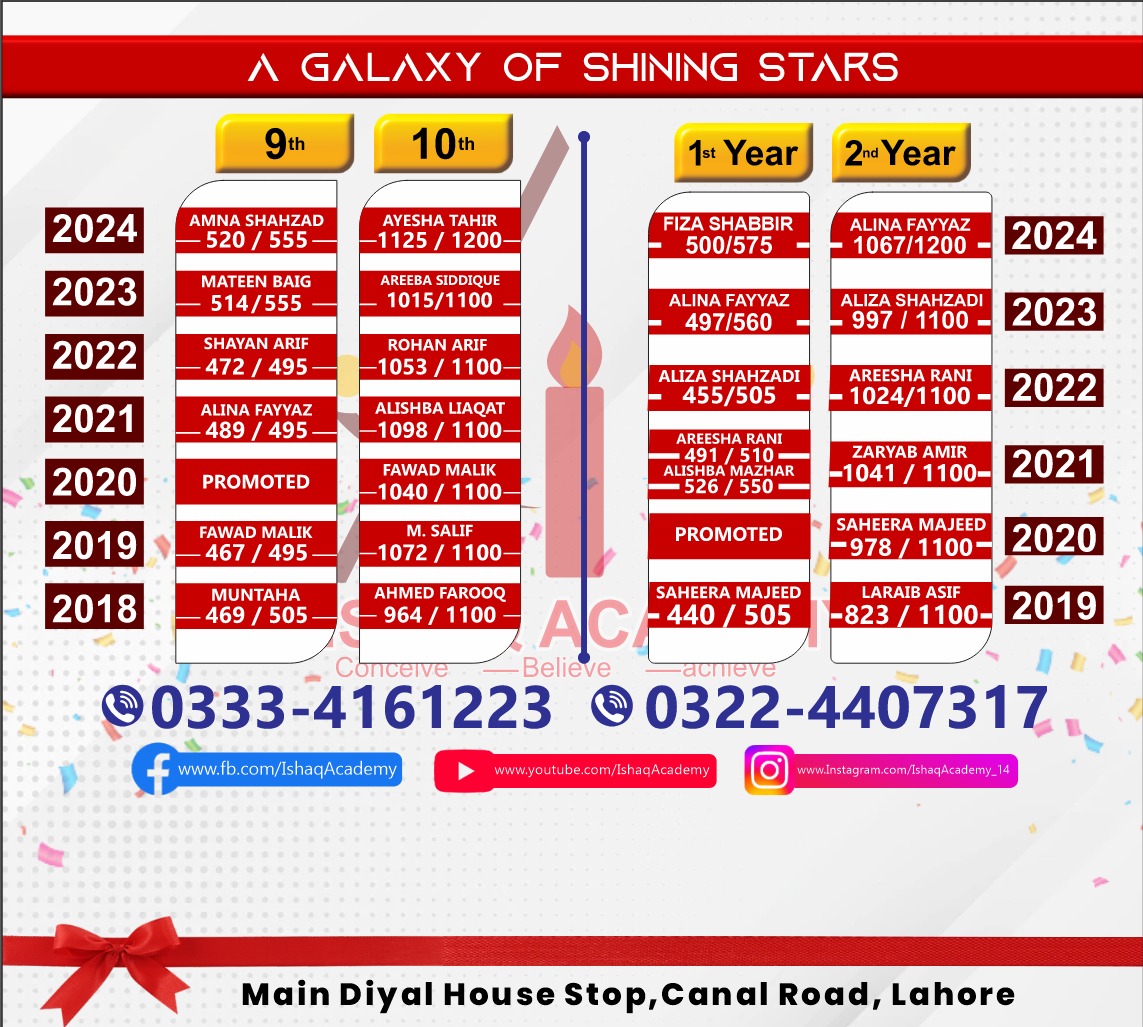 A GALAXY OF SHINING STARS
9th 10th 1st Year 2nd Year
2024
AMNA SHAHZAD
520 / 555
AYESHA TAHIR
1125 / 1200
2023
MATEEN BAIG
514/555
AREEBA SIDDIQUE
1015/1100
2022
SHAYAN ARIF
472 / 495
ROHAN ARIF
1053 / 1100
2021
ALINA FAYYAZ
489 / 495
ALISHBA LIAQAT
1098 / 1100
2020
PROMOTED
FAWAD MALIK
1040 / 1100
2019
FAWAD MALIK
467 / 495
M. SALIF
1072 / 1100
2018
MUNTAHA
469 / 505
AHMED FAROOQ
964 / 1100
FIZA SHABBIR
500/575
ALINA FAYYAZ
1067/1200
2024
ALINA FAYYAZ
497/560
ALIZA SHAHZADI
997 / 1100
2023
ALIZA SHAHZADI
455/505
AREESHA RANI
1024/1100
2022
AREESHA RANI
491 / 510
ALISHBA MAZHAR
526 / 550
ZARYAB AMIR
1041 / 1100
2021
PROMOTED
SAHEERA MAJEED
978 / 1100
2020
SAHEERA MAJEED
440 / 505
LARAIB ASIF
823 / 1100
2019
Conceive Believe achieve
0333-4161223 0322-4407317
www.fb.com/IshaqAcademy www.youtube.com/IshaqAcademy www.Instagram.com/IshaqAcademy_14
Main Diyal House Stop,Canal Road, Lahore